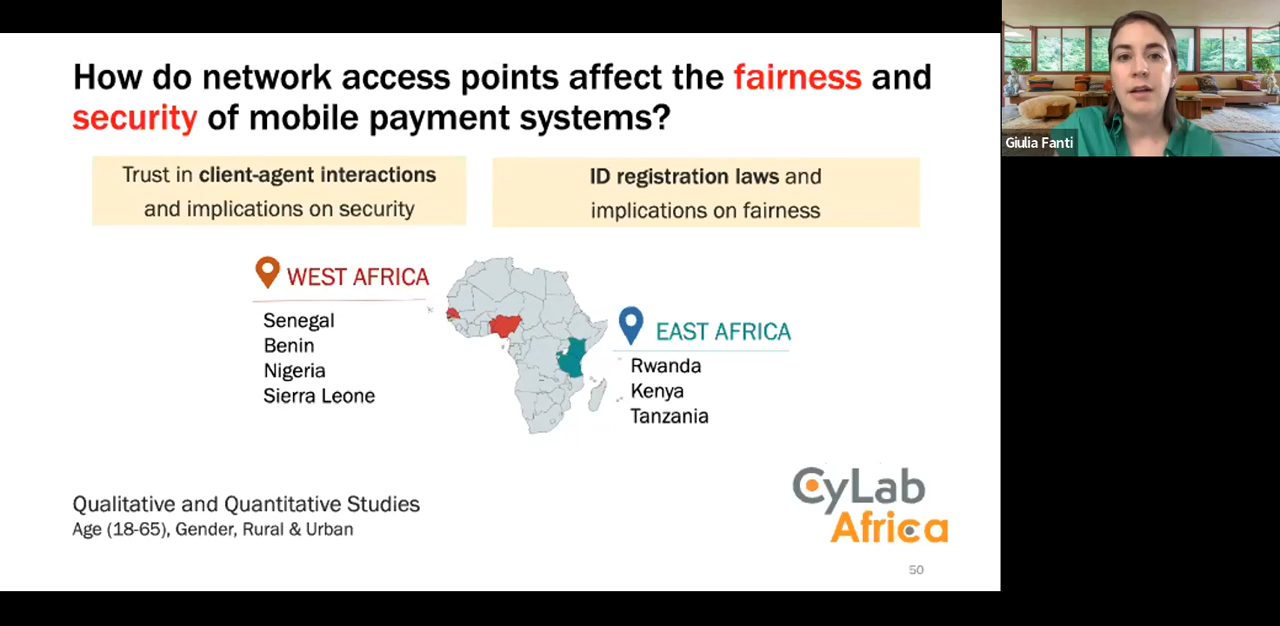 How do network access points affect the fairness and
security of mobile payment systems?
Trust in client-agent interactions
and implications on security
ID registration laws and
implications on fairness
WEST AFRICA
Senegal
Benin
Nigeria
Sierra Leone
EAST AFRICA
Rwanda
Kenya
Tanzania
Qualitative and Quantitative Studies
Age (18-65), Gender, Rural & Urban
CyLab
Africa
50
Giulia Fanti